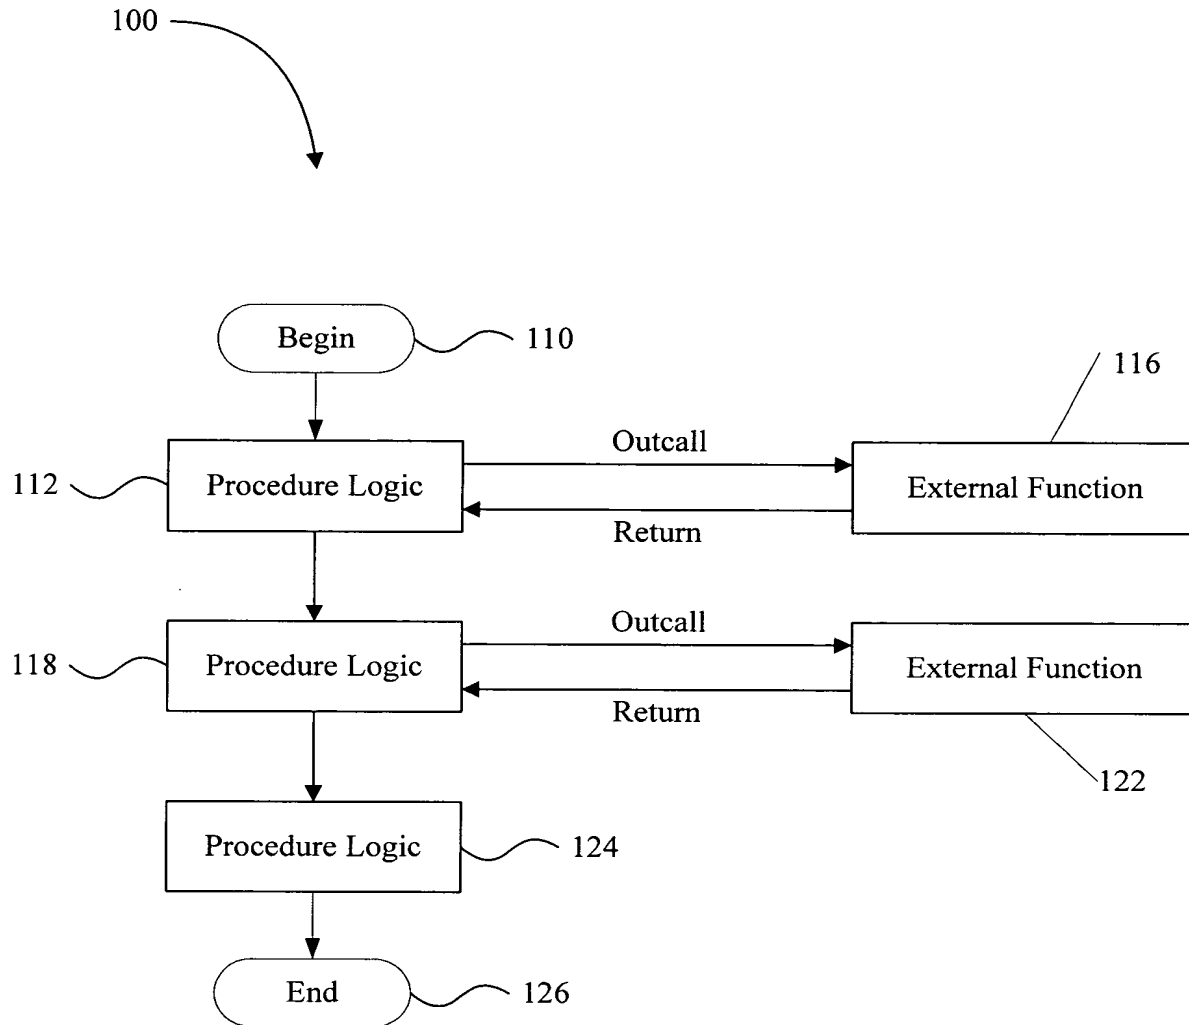 100
Begin
110
116
Outcall
112
Procedure Logic
External Function
Return
Outcall
118
Procedure Logic
External Function
Return
122
Procedure Logic
124
End
126